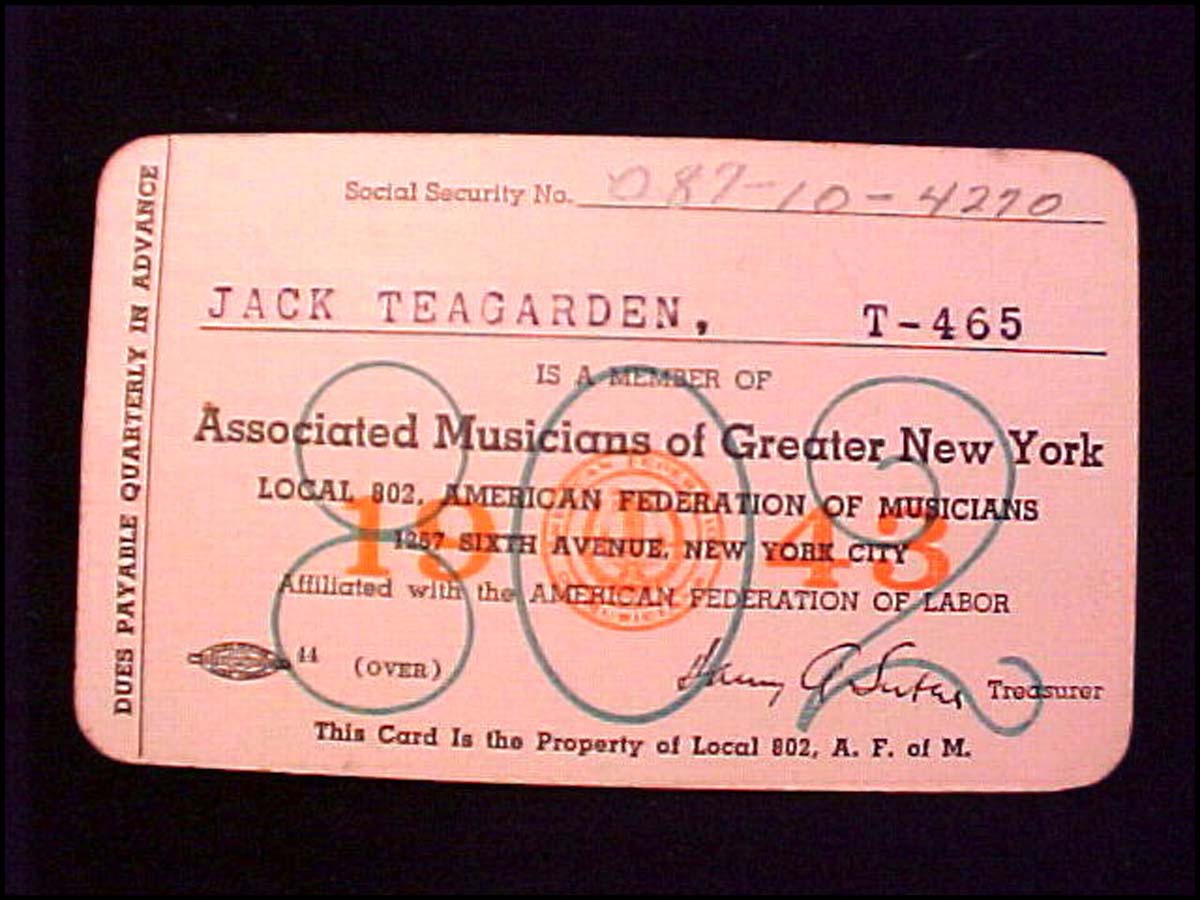 DUES PAYABLE QUARTERLY IN ADVANCE
Social Security No. 087-10-4270
JACK TEAGARDEN, T-465
IS A MEMBER OF
Associated Musicians of Greater New York
LOCAL 802, AMERICAN FEDERATION OF MUSICIANS
1267 SIXTH AVENUE, NEW YORK CITY
Affiliated with the AMERICAN FEDERATION OF LABOR
802
1943
44 (OVER)
Treasurer
This Card Is the Property of Local 802, A. F. of M.